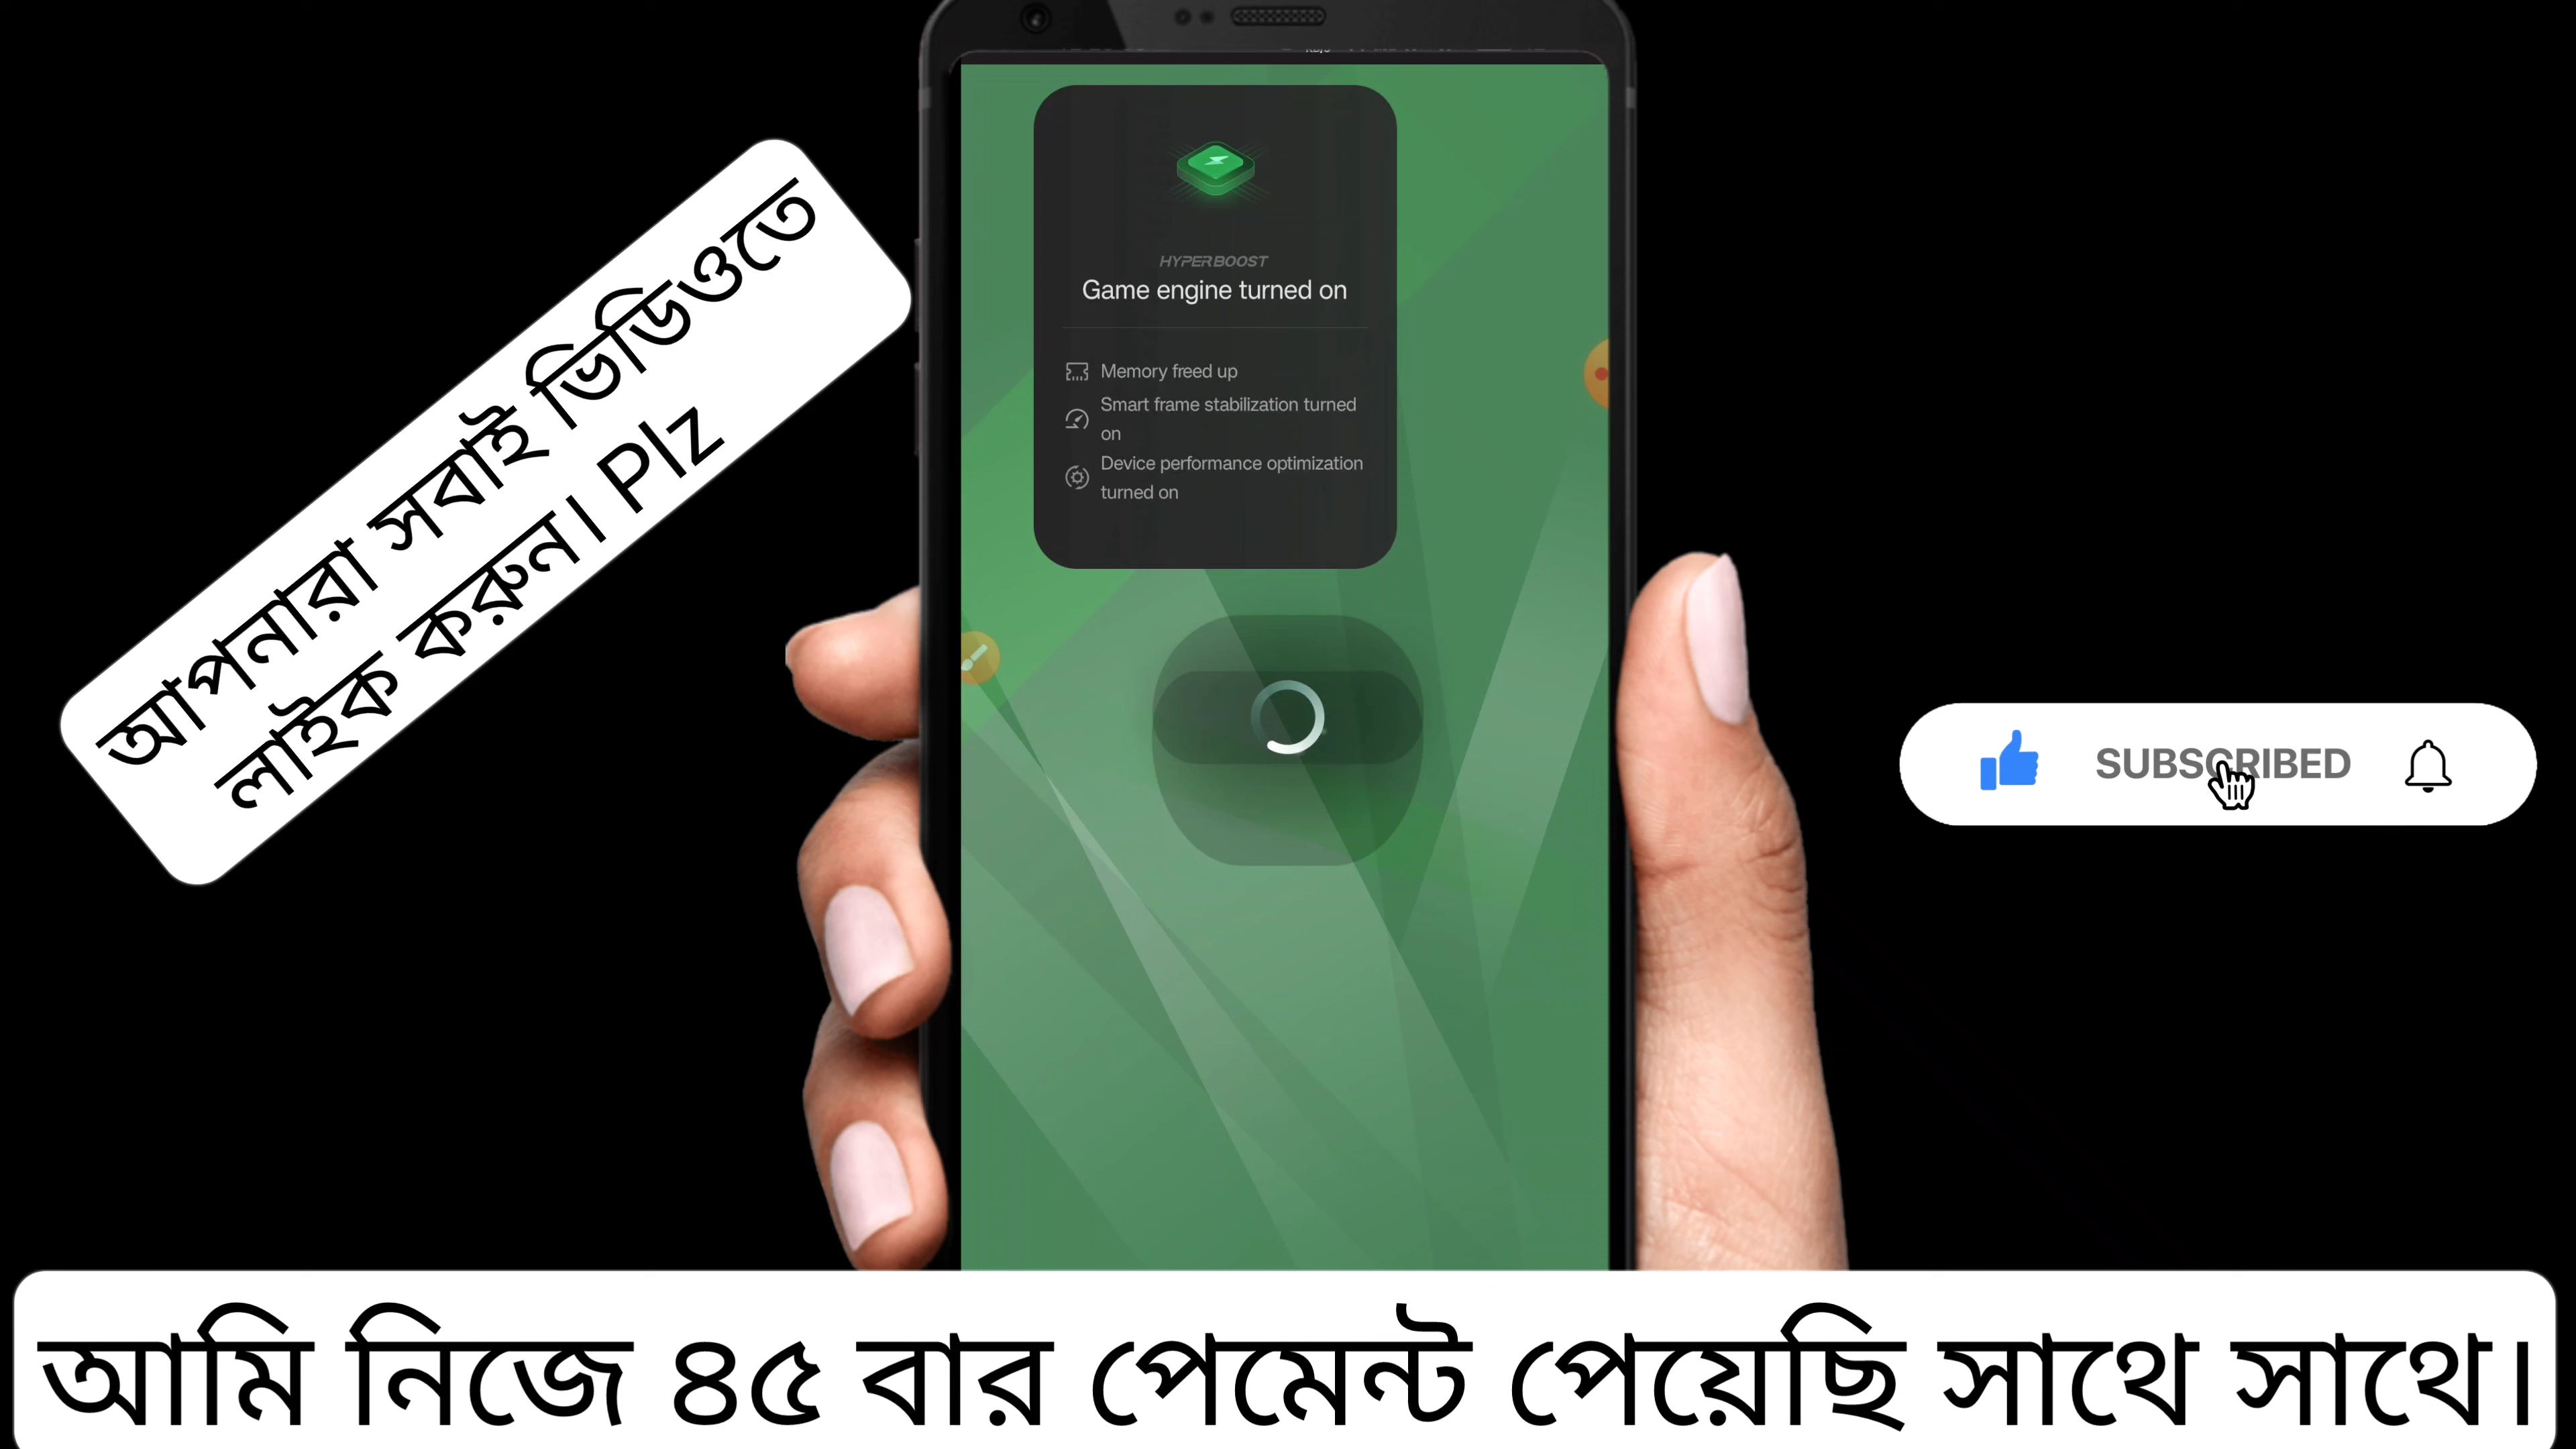 আপনারা সবাই ভিডিওতে
লাইক করুন। Plz
HYPERBOOST
Game engine turned on
Memory freed up
Smart frame stabilization turned
on
Device performance optimization
turned on
SUBSCRIBED
আমি নিজে ৪৫ বার পেমেন্ট পেয়েছি সাথে সাথে।